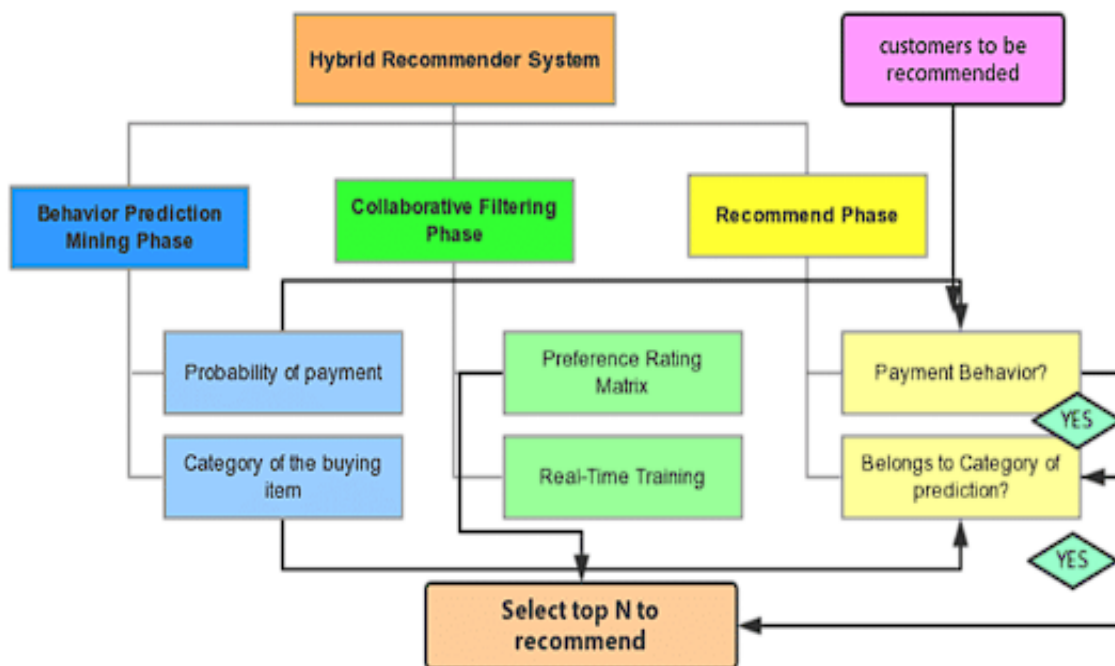 Hybrid Recommender System
customers to be
recommended
Behavior Prediction
Mining Phase
Collaborative Filtering
Phase
Recommend Phase
Probability of payment
Preference Rating
Matrix
Payment Behavior?
YES
Category of the buying
item
Real-Time Training
Belongs to Category of
prediction?
YES
Select top N to
recommend